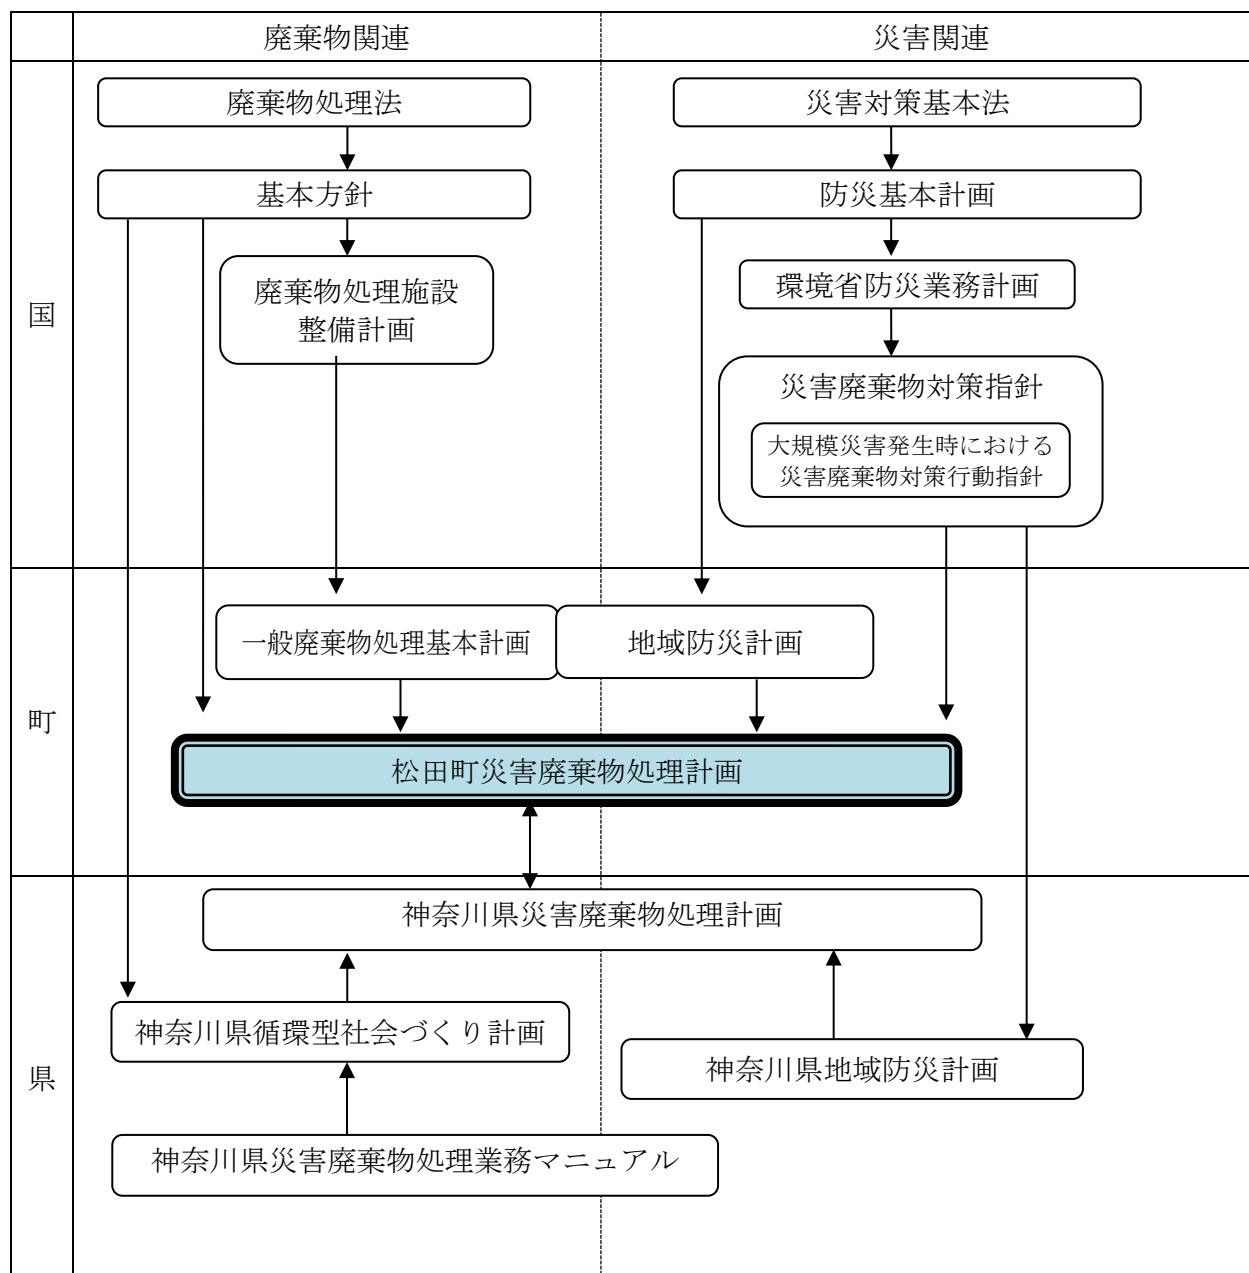 廃棄物関連
災害関連
国
廃棄物処理法
災害対策基本法
基本方針
防災基本計画
廃棄物処理施設
整備計画
環境省防災業務計画
災害廃棄物対策指針
大規模災害発生時における
災害廃棄物対策行動指針
町
一般廃棄物処理基本計画
地域防災計画
松田町災害廃棄物処理計画
県
神奈川県災害廃棄物処理計画
神奈川県循環型社会づくり計画
神奈川県地域防災計画
神奈川県災害廃棄物処理業務マニュアル